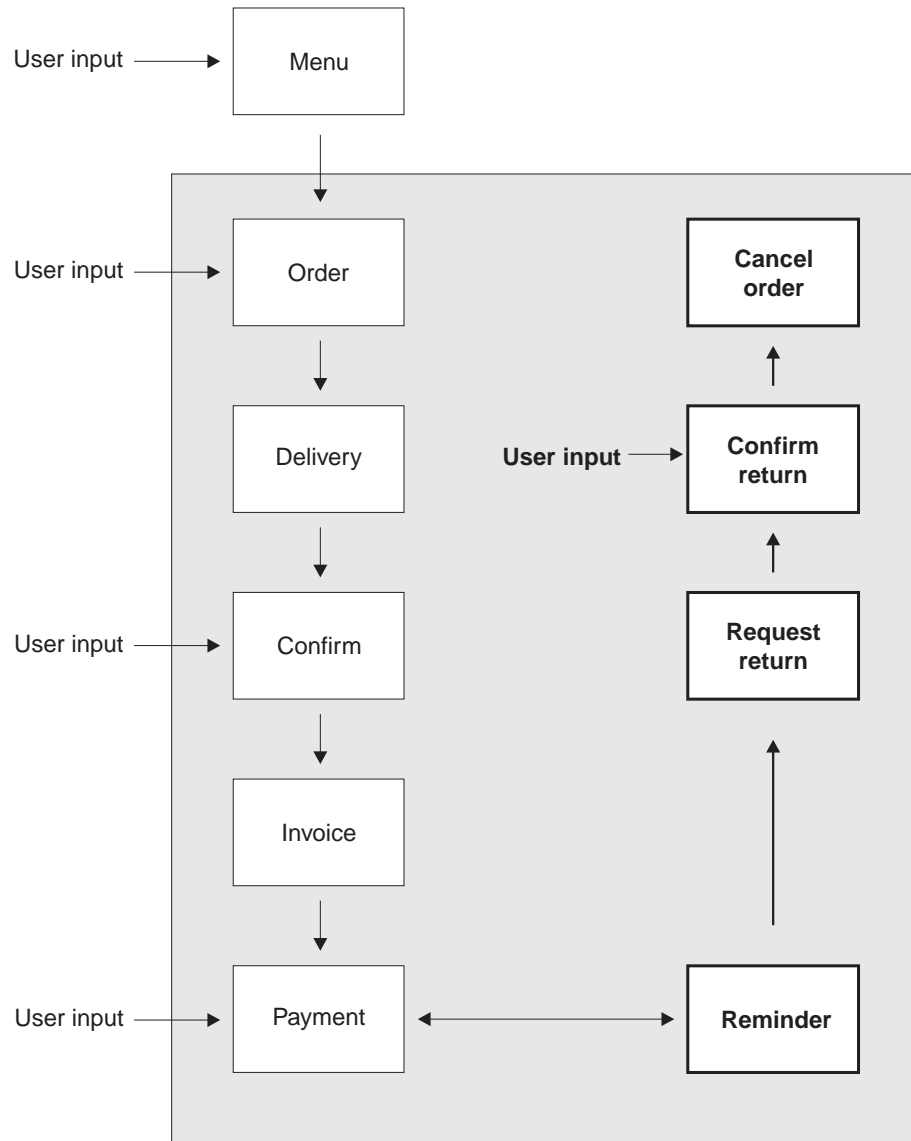 User input
Menu
User input
Order
Cancel
order
Delivery
User input
Confirm
return
User input
Confirm
Request
return
Invoice
User input
Payment
Reminder